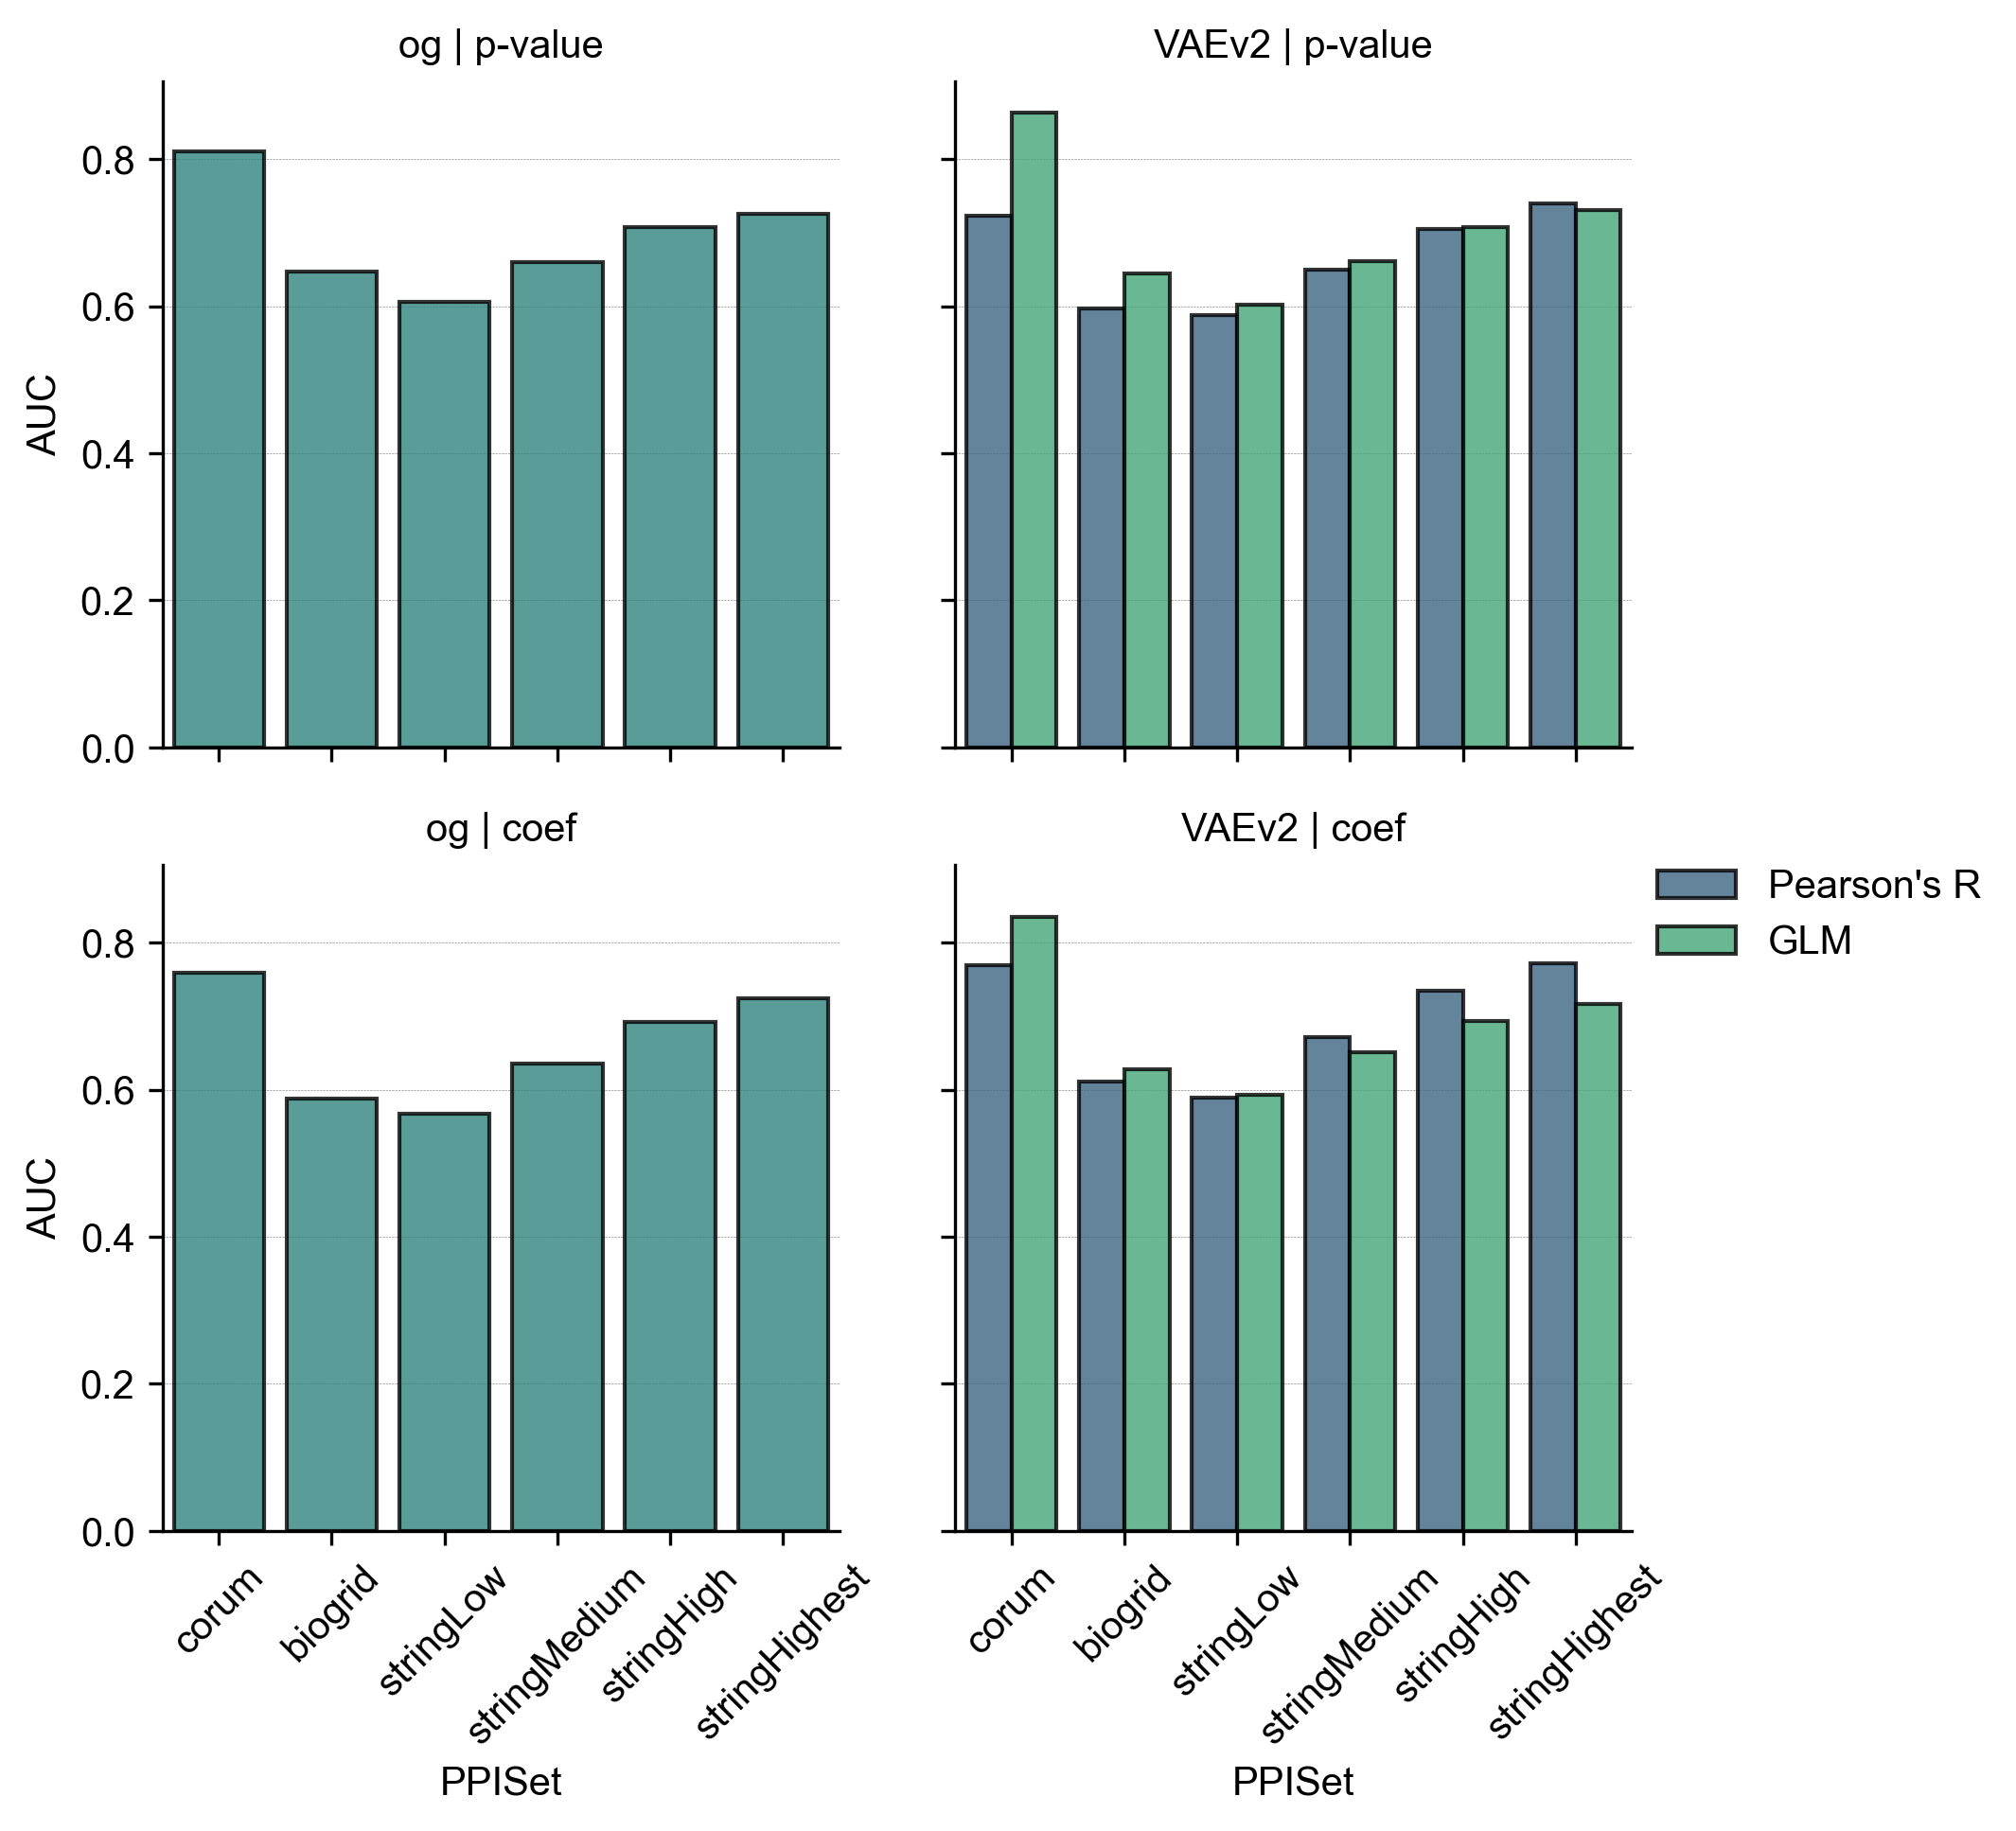 og | p-value
VAEv2 | p-value
AUC
0.8
0.6
0.4
0.2
0.0
og | coef
VAEv2 | coef
AUC
0.8
0.6
0.4
0.2
0.0
Pearson's R
GLM
corum
biogrid
stringLow
stringMedium
stringHigh
stringHighest
corum
biogrid
stringLow
stringMedium
stringHigh
stringHighest
PPISet
PPISet